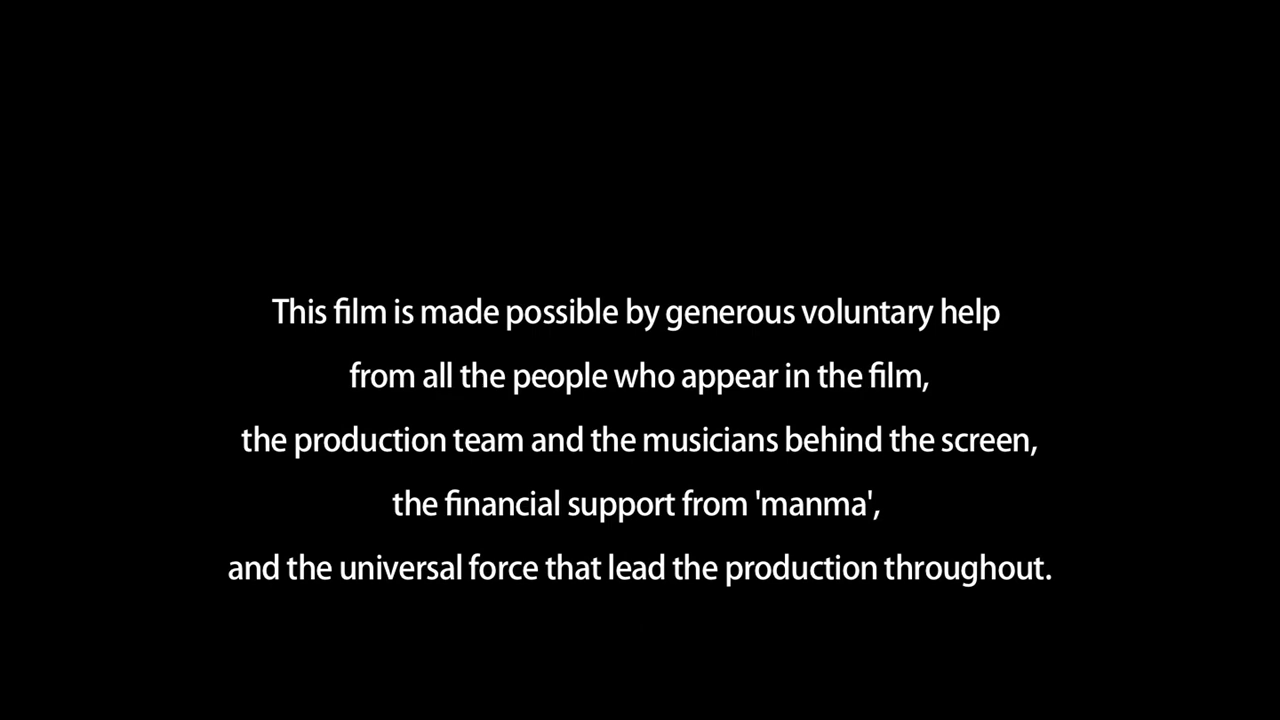 This film is made possible by generous voluntary help
from all the people who appear in the film,
the production team and the musicians behind the screen,
the financial support from 'manma',
and the universal force that lead the production throughout.